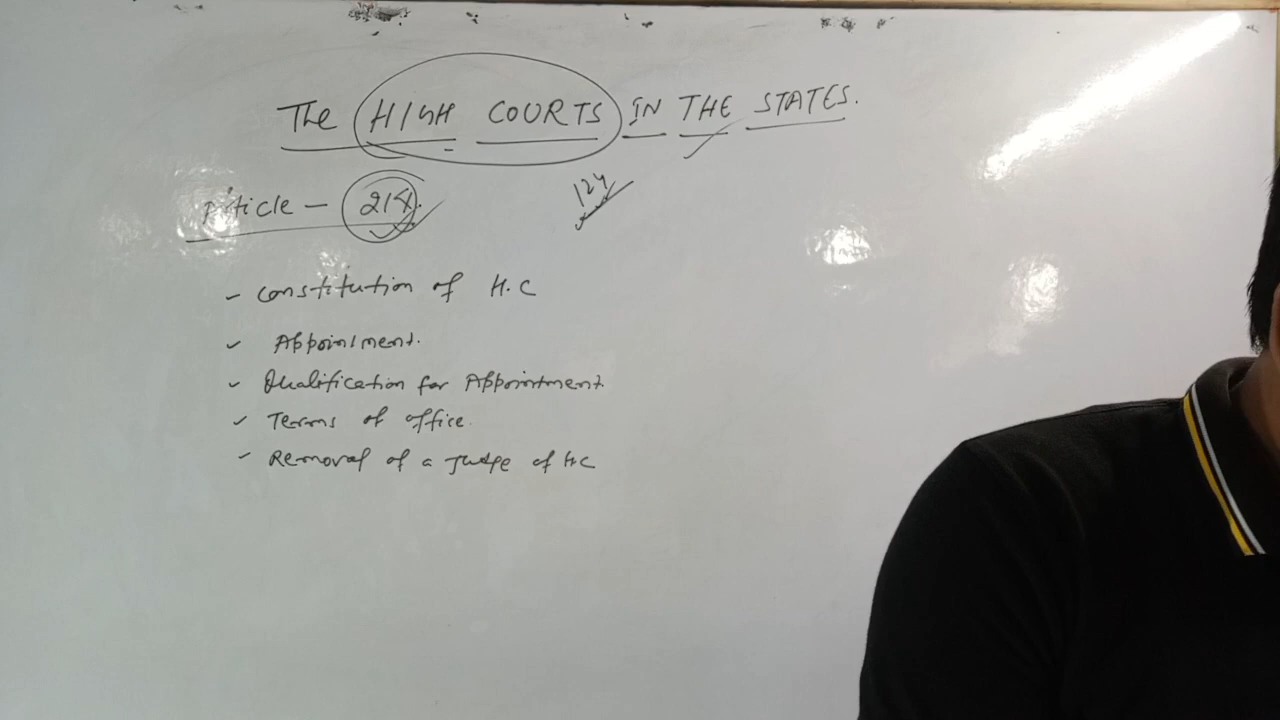 The HIGH COURTS IN THE STATES.
Article - 214.
124
- Constitution of H.C
- Appointment.
- Qualification for Appointment.
- Terms of office.
- Removal of a Judge of H.C